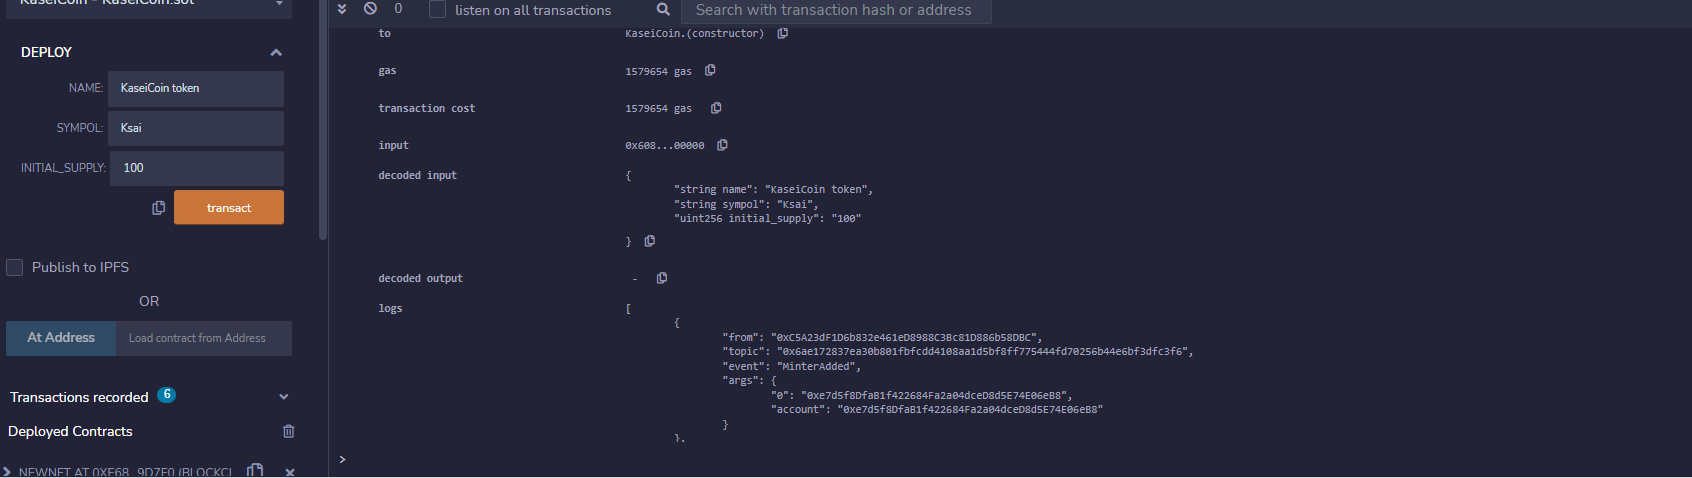 KaseiCoin - KaseiCoin.sol
DEPLOY
NAME: KaseiCoin token
SYMPOL: Ksai
INITIAL_SUPPLY: 100
transact
Publish to IPFS
OR
At Address Load contract from Address
Transactions recorded 6
Deployed Contracts
NEWNET AT 0XE68...9D7F0 (BLOCKCI
0 listen on all transactions Search with transaction hash or address
to KaseiCoin.(constructor)
gas 1579654 gas
transaction cost 1579654 gas
input 0x608...00000
decoded input {
"string name": "KaseiCoin token",
"string sympol": "Ksai",
"uint256 initial_supply": "100"
}
decoded output -
logs [
{
"from": "0xC5A23dF1D6b832e461eD8988C3Bc81D886b58DBC",
"topic": "0x6ae172837ea30b801fbfcdd4108aa1d5bf8ff775444fd70256b44e6bf3dfc3f6",
"event": "MinterAdded",
"args": {
"0": "0xe7d5f8DfaB1f422684Fa2a04dceD8d5E74E06eB8",
"account": "0xe7d5f8DfaB1f422684Fa2a04dceD8d5E74E06eB8"
}
},
>